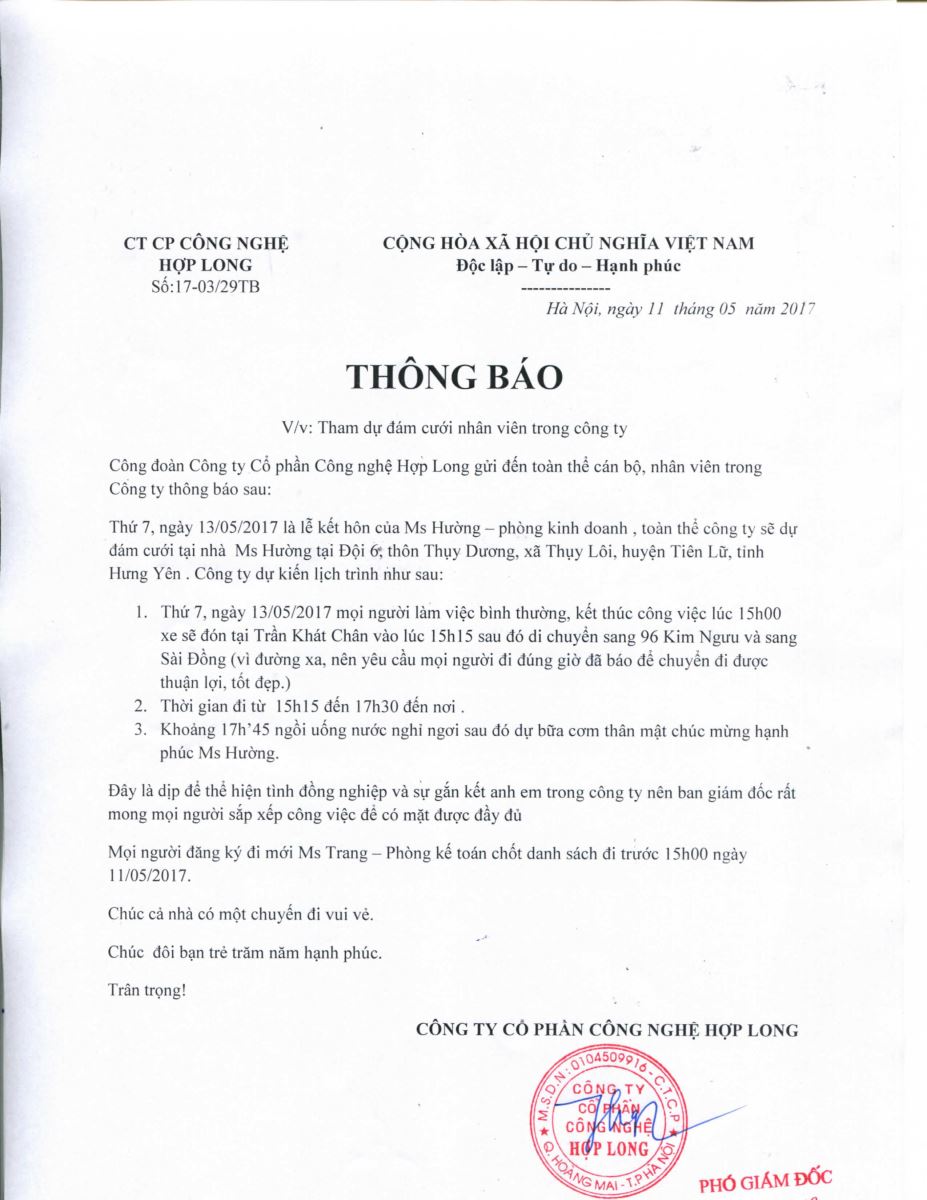 CT CP CÔNG NGHỆ
HỢP LONG
Số:17-03/29TB
CỘNG HÒA XÃ HỘI CHỦ NGHĨA VIỆT NAM
Độc lập – Tự do – Hạnh phúc
---------------
Hà Nội, ngày 11 tháng 05 năm 2017
THÔNG BÁO
V/v: Tham dự đám cưới nhân viên trong công ty
Công đoàn Công ty Cổ phần Công nghệ Hợp Long gửi đến toàn thể cán bộ, nhân viên trong
Công ty thông báo sau:
Thứ 7, ngày 13/05/2017 là lễ kết hôn của Ms Hường – phòng kinh doanh , toàn thể công ty sẽ dự
đám cưới tại nhà Ms Hường tại Đội 6, thôn Thụy Dương, xã Thụy Lôi, huyện Tiên Lữ, tỉnh
Hưng Yên . Công ty dự kiến lịch trình như sau:
1. Thứ 7, ngày 13/05/2017 mọi người làm việc bình thường, kết thúc công việc lúc 15h00
xe sẽ đón tại Trần Khát Chân vào lúc 15h15 sau đó di chuyển sang 96 Kim Ngưu và sang
Sài Đồng (vì đường xa, nên yêu cầu mọi người đi đúng giờ đã báo để chuyển đi được
thuận lợi, tốt đẹp.)
2. Thời gian đi từ 15h15 đến 17h30 đến nơi .
3. Khoảng 17h'45 ngồi uống nước nghỉ ngơi sau đó dự bữa cơm thân mật chúc mừng hạnh
phúc Ms Hường.
Đây là dịp để thể hiện tình đồng nghiệp và sự gắn kết anh em trong công ty nên ban giám đốc rất
mong mọi người sắp xếp công việc để có mặt được đầy đủ
Mọi người đăng ký đi mới Ms Trang – Phòng kế toán chốt danh sách đi trước 15h00 ngày
11/05/2017.
Chúc cả nhà có một chuyến đi vui vẻ.
Chúc đôi bạn trẻ trăm năm hạnh phúc.
Trân trọng!
CÔNG TY CỔ PHẦN CÔNG NGHỆ HỢP LONG
M.S.D.N: 0104509916 - C.T.C.P
CÔNG TY
CỔ PHẦN
CÔNG NGHỆ
HỢP LONG
Q. HOÀNG MAI - T.P HÀ NỘI
PHÓ GIÁM ĐỐC